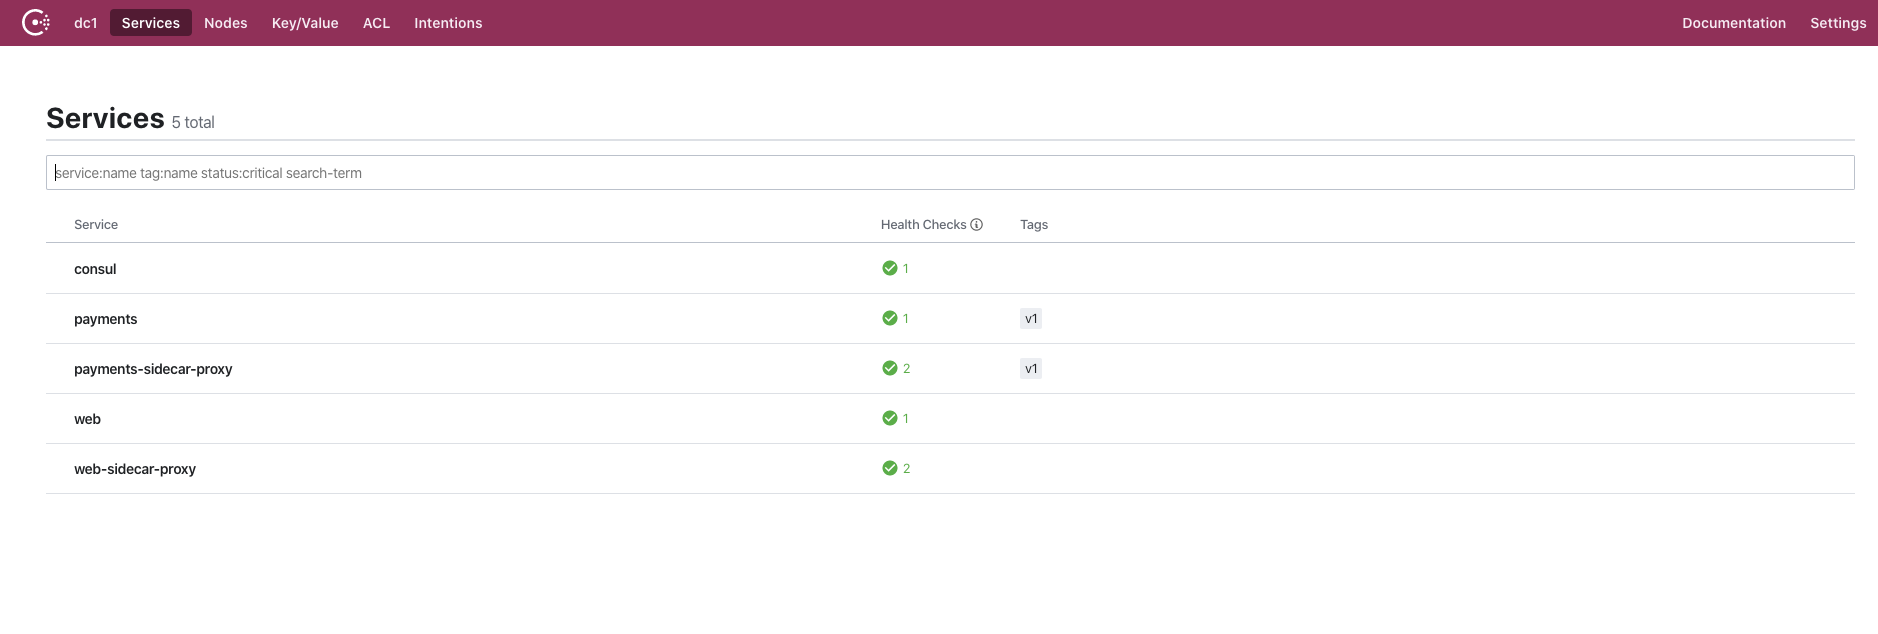 dc1 Services Nodes Key/Value ACL Intentions Documentation Settings
Services 5 total
service:name tag:name status:critical search-term
Service Health Checks Tags
consul 1
payments 1 v1
payments-sidecar-proxy 2 v1
web 1
web-sidecar-proxy 2